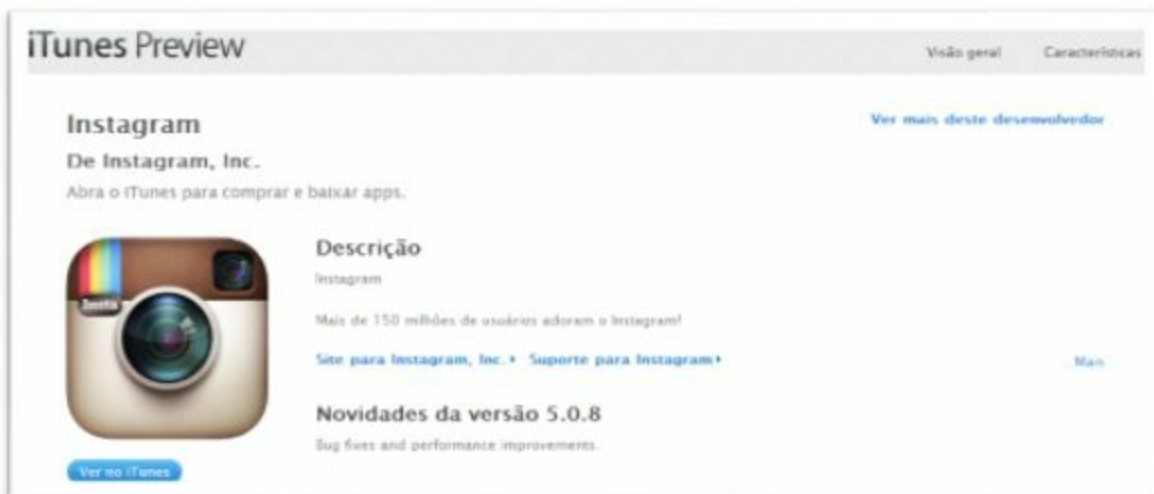 iTunes Preview
Visão geral Características
Instagram
Ver mais deste desenvolvedor
De Instagram, Inc.
Abra o iTunes para comprar e baixar apps.
Insta
Descrição
Instagram
Mais de 150 milhões de usuários adoram o Instagram!
Site para Instagram, Inc. Suporte para Instagram
Mais
Novidades da versão 5.0.8
Bug fixes and performance improvements.
Ver no iTunes